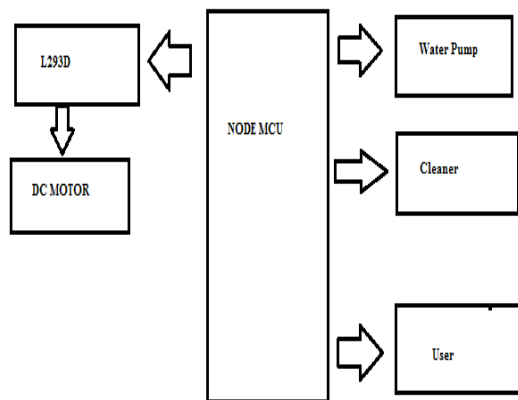 L293D
DC MOTOR
NODE MCU
Water Pump
Cleaner
User